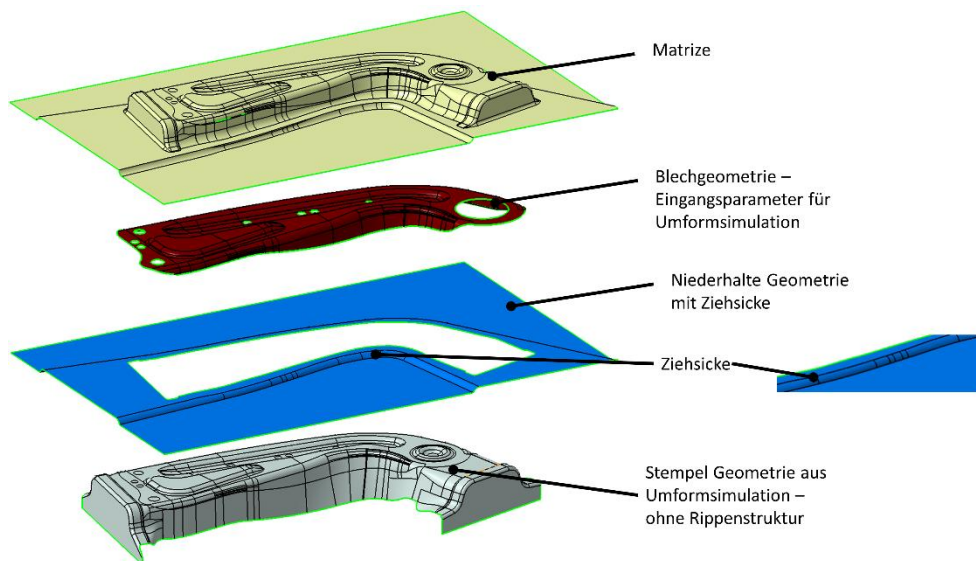 Matrize
Blechgeometrie –
Eingangsparameter für
Umformsimulation
Niederhalte Geometrie
mit Ziehsicke
Ziehsicke
Stempel Geometrie aus
Umformsimulation –
ohne Rippenstruktur